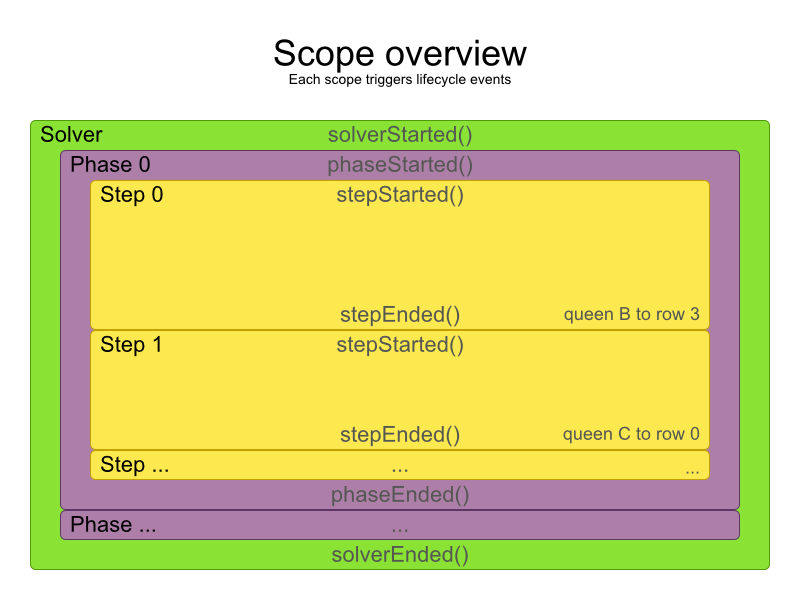 Scope overview
Each scope triggers lifecycle events
Solver solverStarted()
Phase 0 phaseStarted()
Step 0 stepStarted()
stepEnded() queen B to row 3
Step 1 stepStarted()
stepEnded() queen C to row 0
Step ... ... ...
phaseEnded()
Phase ... ...
solverEnded()